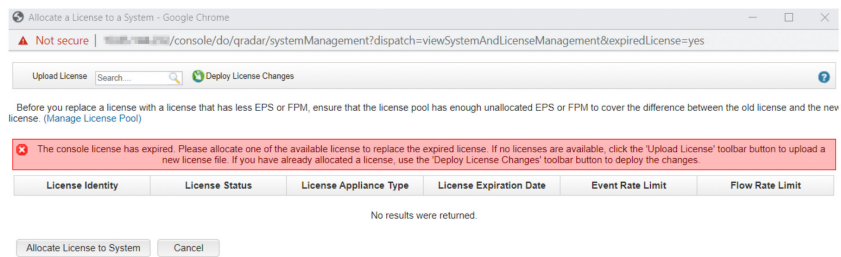 Allocate a License to a System - Google Chrome
Not secure | /console/do/qradar/systemManagement?dispatch=viewSystemAndLicenseManagement&expiredLicense=yes
Upload License Search... Deploy License Changes
Before you replace a license with a license that has less EPS or FPM, ensure that the license pool has enough unallocated EPS or FPM to cover the difference between the old license and the new
license. (Manage License Pool)
The console license has expired. Please allocate one of the available license to replace the expired license. If no licenses are available, click the 'Upload License' toolbar button to upload a
new license file. If you have already allocated a license, use the 'Deploy License Changes' toolbar button to deploy the changes.
License Identity License Status License Appliance Type License Expiration Date Event Rate Limit Flow Rate Limit
No results were returned.
Allocate License to System Cancel